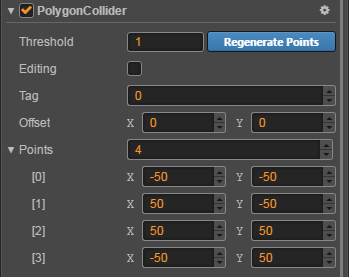 PolygonCollider
Threshold 1 Regenerate Points
Editing
Tag 0
Offset X 0 Y 0
Points 4
[0] X -50 Y -50
[1] X 50 Y -50
[2] X 50 Y 50
[3] X -50 Y 50